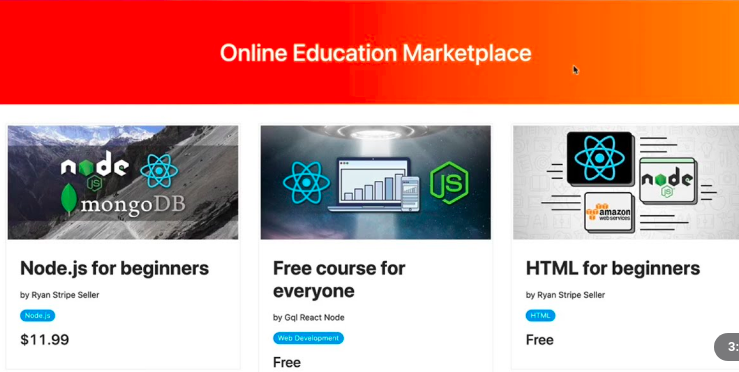 Online Education Marketplace
node
JS
mongoDB
JS
node
JS
amazon
web services
Node.js for beginners
by Ryan Stripe Seller
Node.js
$11.99
Free course for
everyone
by Gql React Node
Web Development
Free
HTML for beginners
by Ryan Stripe Seller
HTML
Free
3: